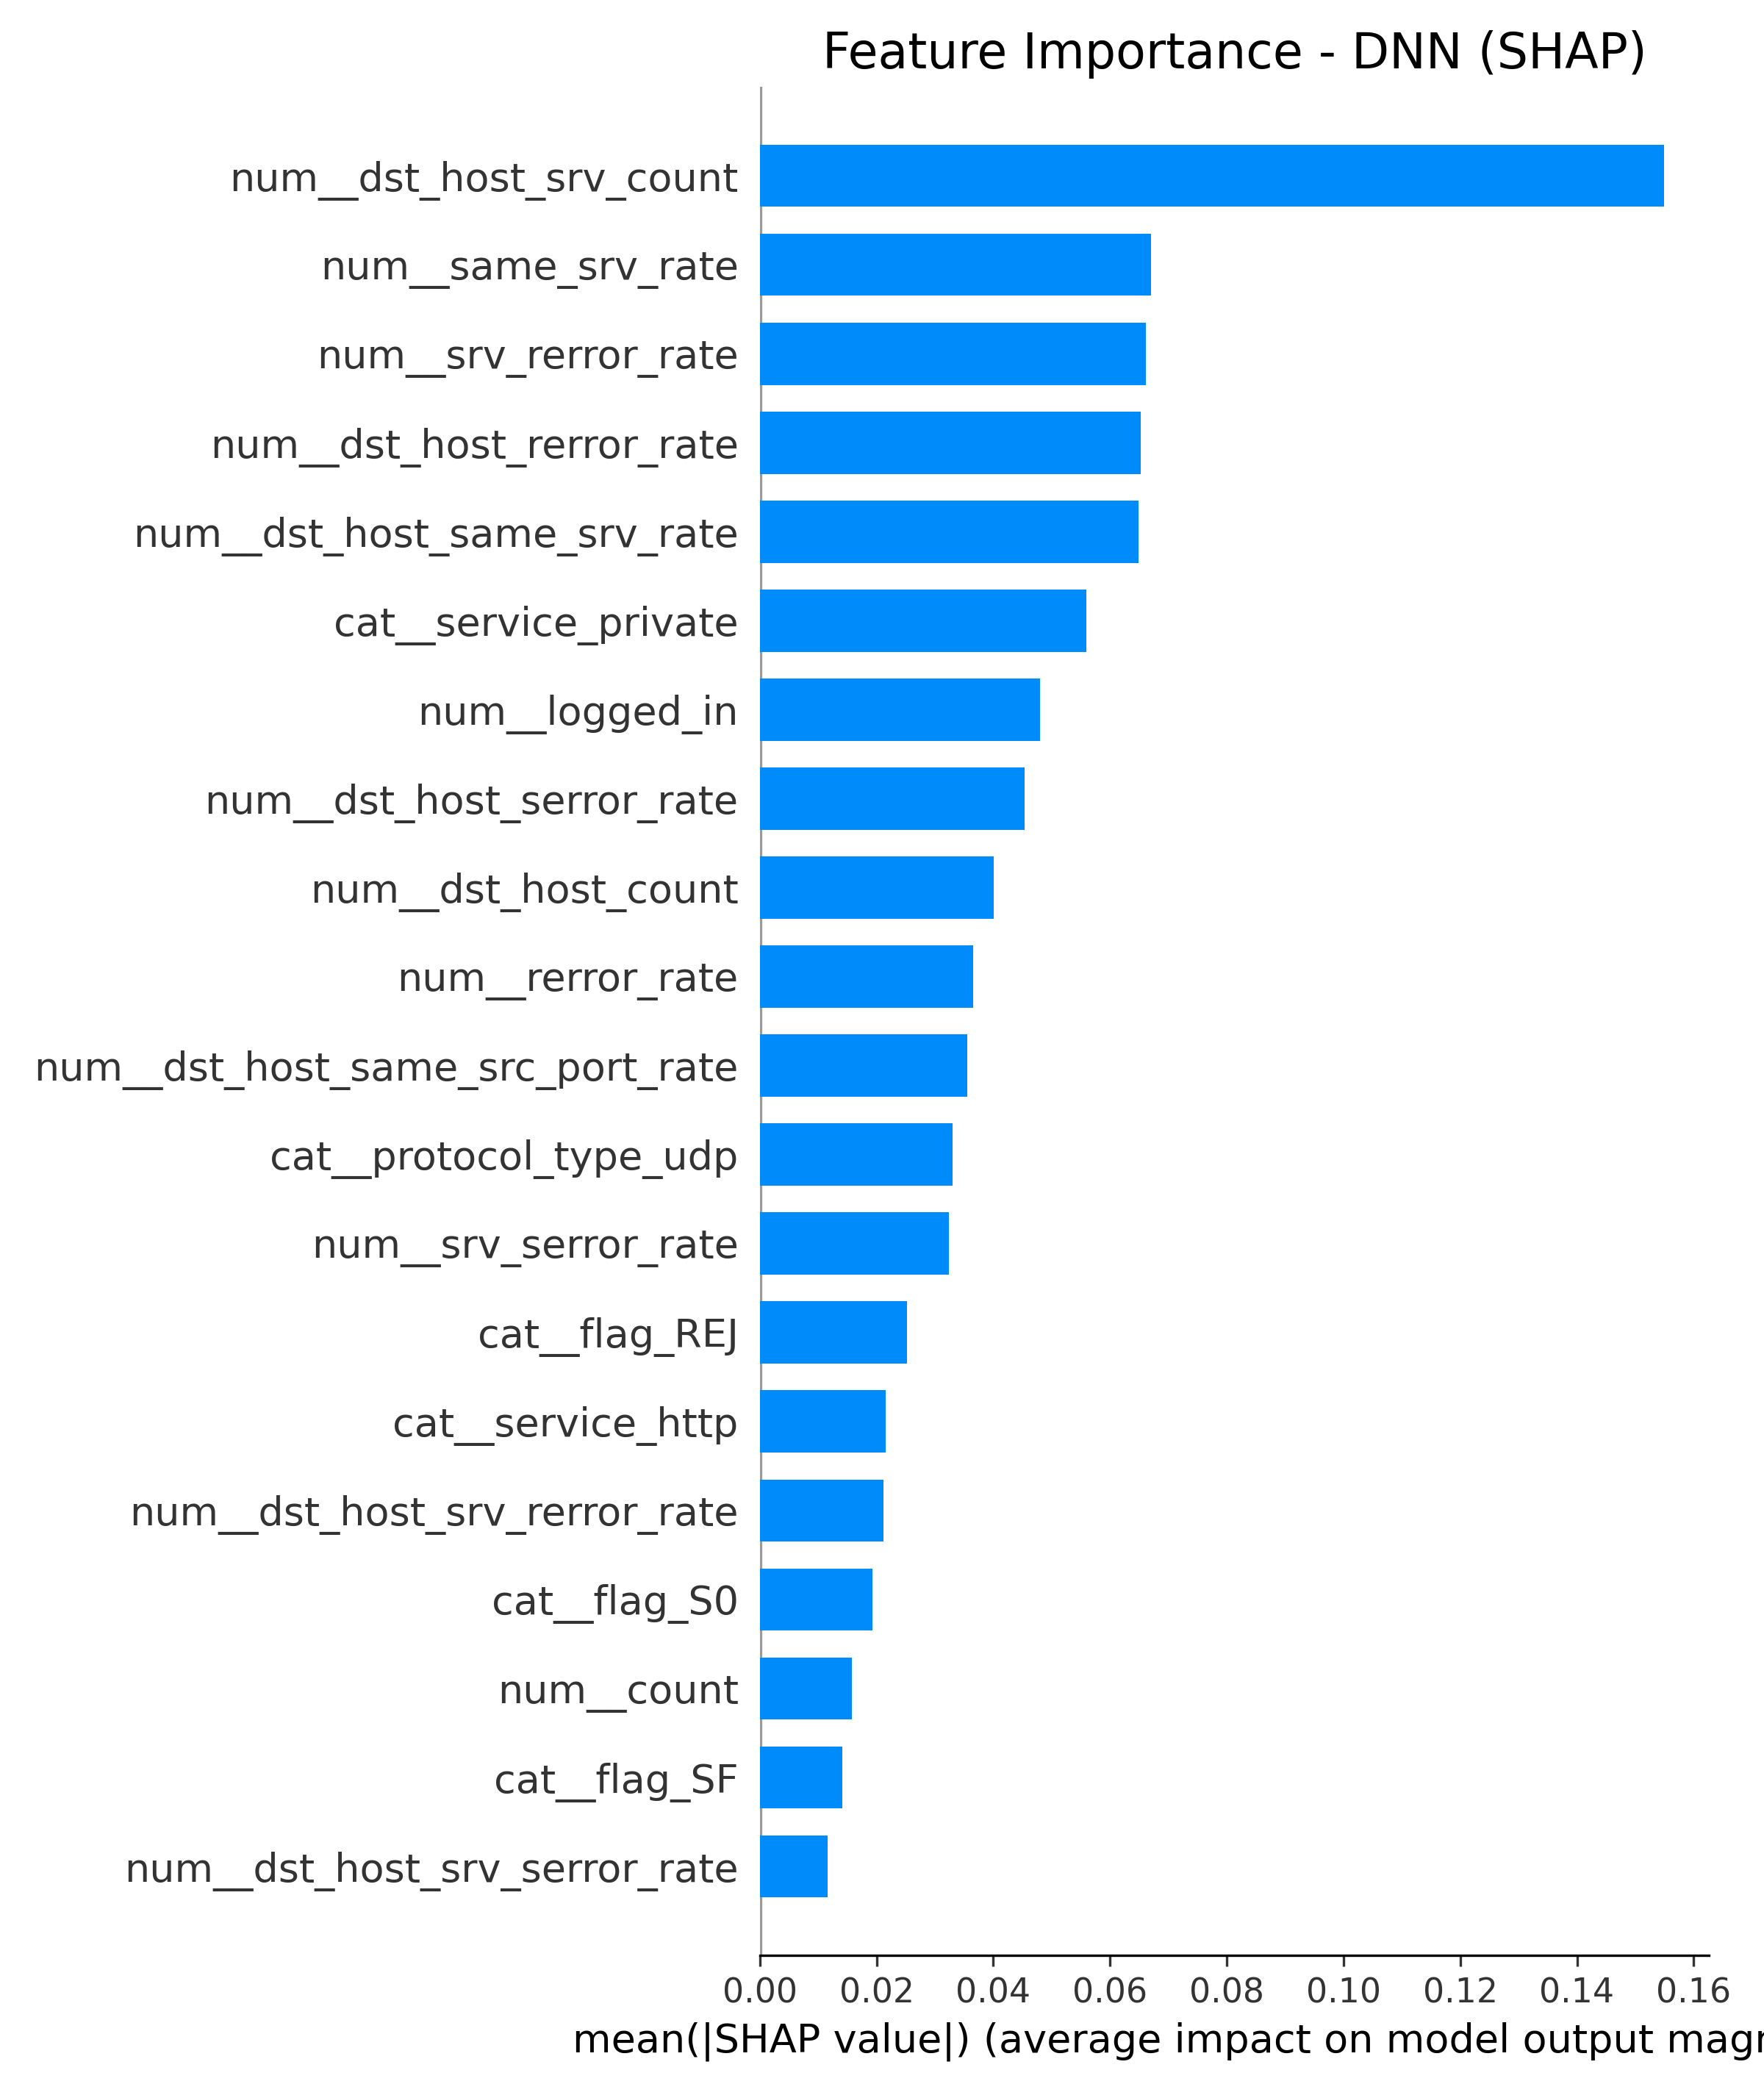 Feature Importance - DNN (SHAP)
num__dst_host_srv_count
num__same_srv_rate
num__srv_rerror_rate
num__dst_host_rerror_rate
num__dst_host_same_srv_rate
cat__service_private
num__logged_in
num__dst_host_serror_rate
num__dst_host_count
num__rerror_rate
num__dst_host_same_src_port_rate
cat__protocol_type_udp
num__srv_serror_rate
cat__flag_REJ
cat__service_http
num__dst_host_srv_rerror_rate
cat__flag_S0
num__count
cat__flag_SF
num__dst_host_srv_serror_rate
0.00 0.02 0.04 0.06 0.08 0.10 0.12 0.14 0.16
mean(|SHAP value|) (average impact on model output magn